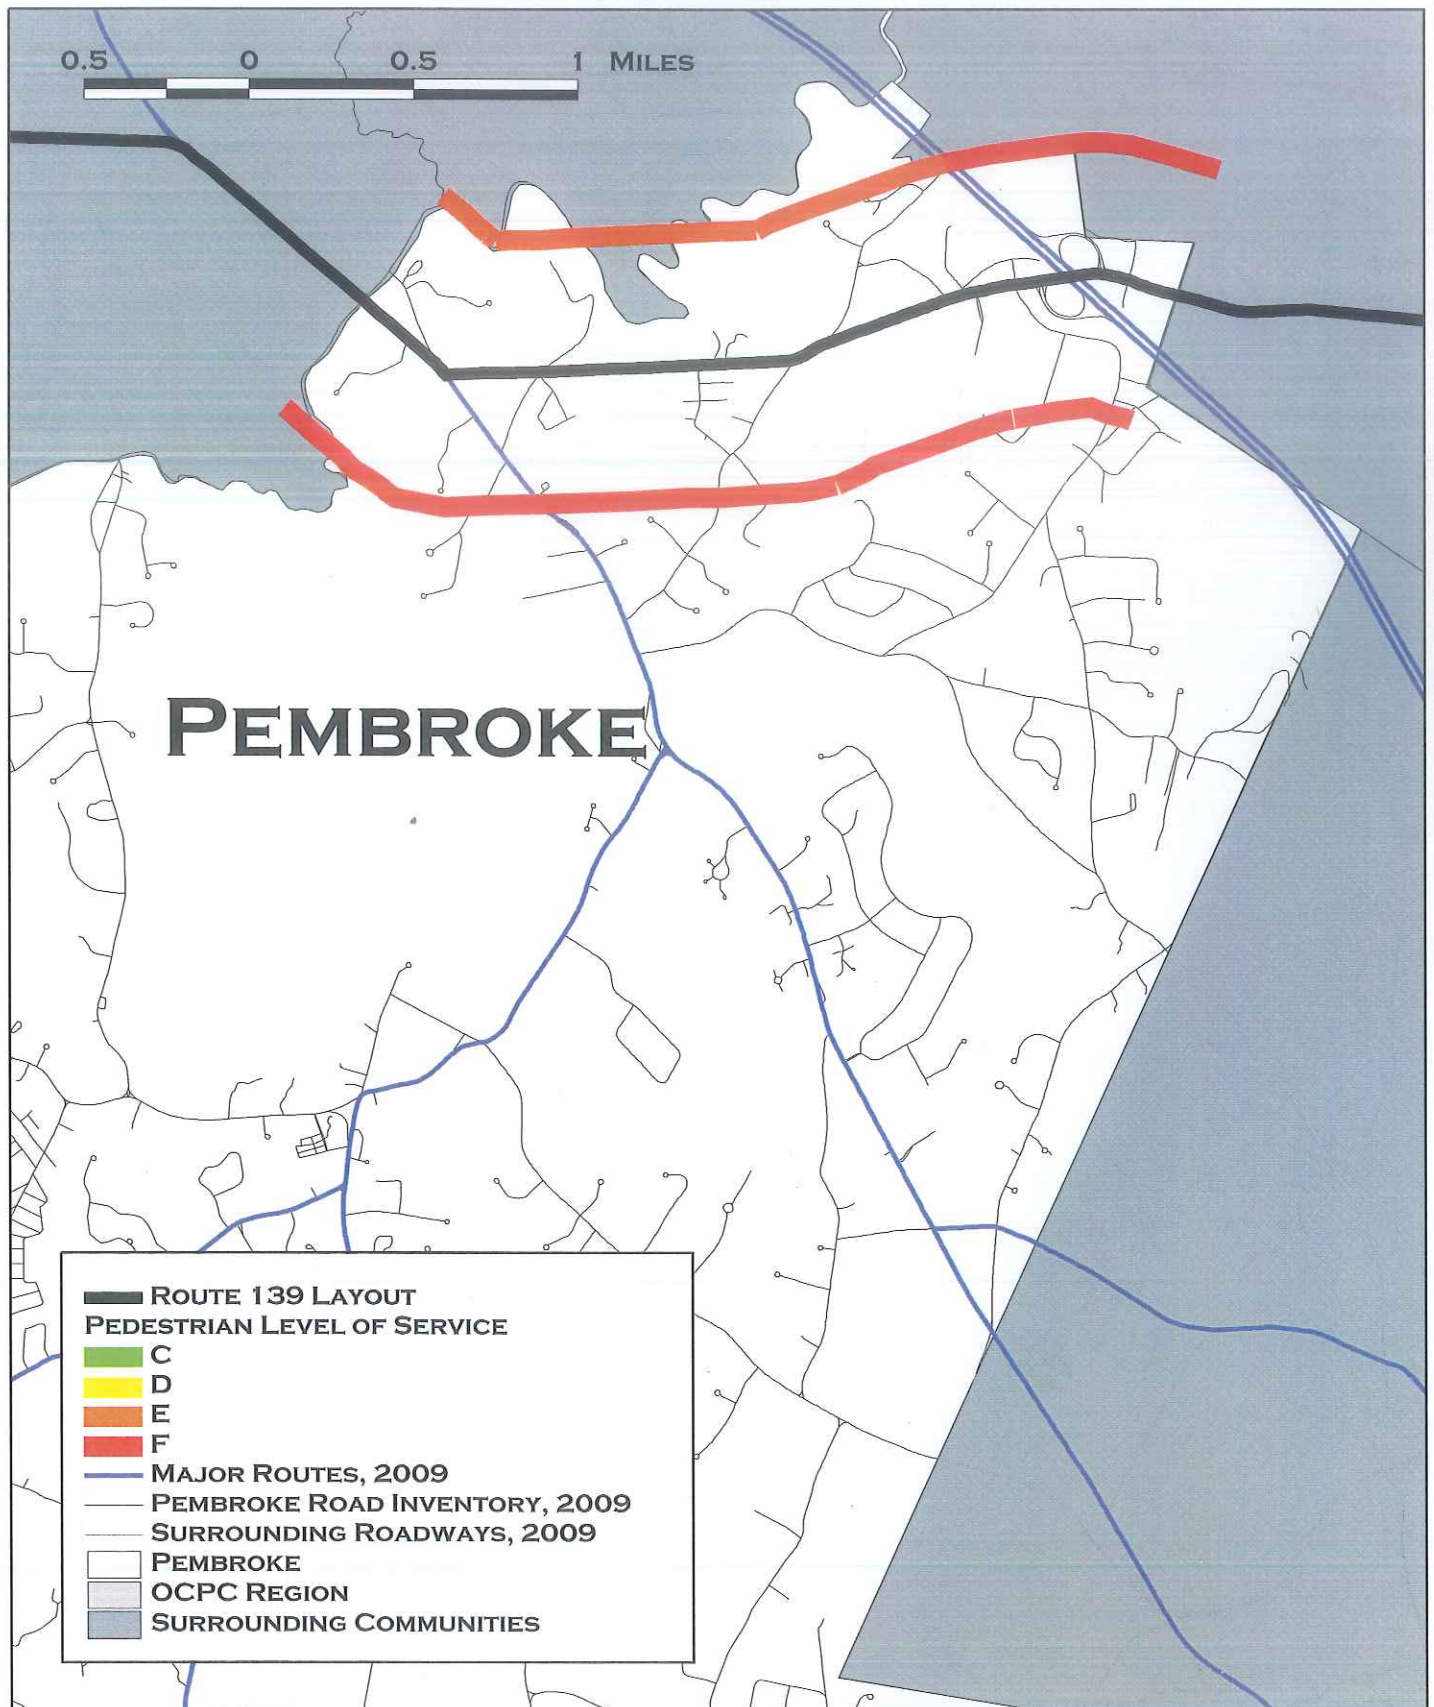 0.5 0 0.5 1 MILES
PEMBROKE
ROUTE 139 LAYOUT
PEDESTRIAN LEVEL OF SERVICE
C
D
E
F
MAJOR ROUTES, 2009
PEMBROKE ROAD INVENTORY, 2009
SURROUNDING ROADWAYS, 2009
PEMBROKE
OCPC REGION
SURROUNDING COMMUNITIES